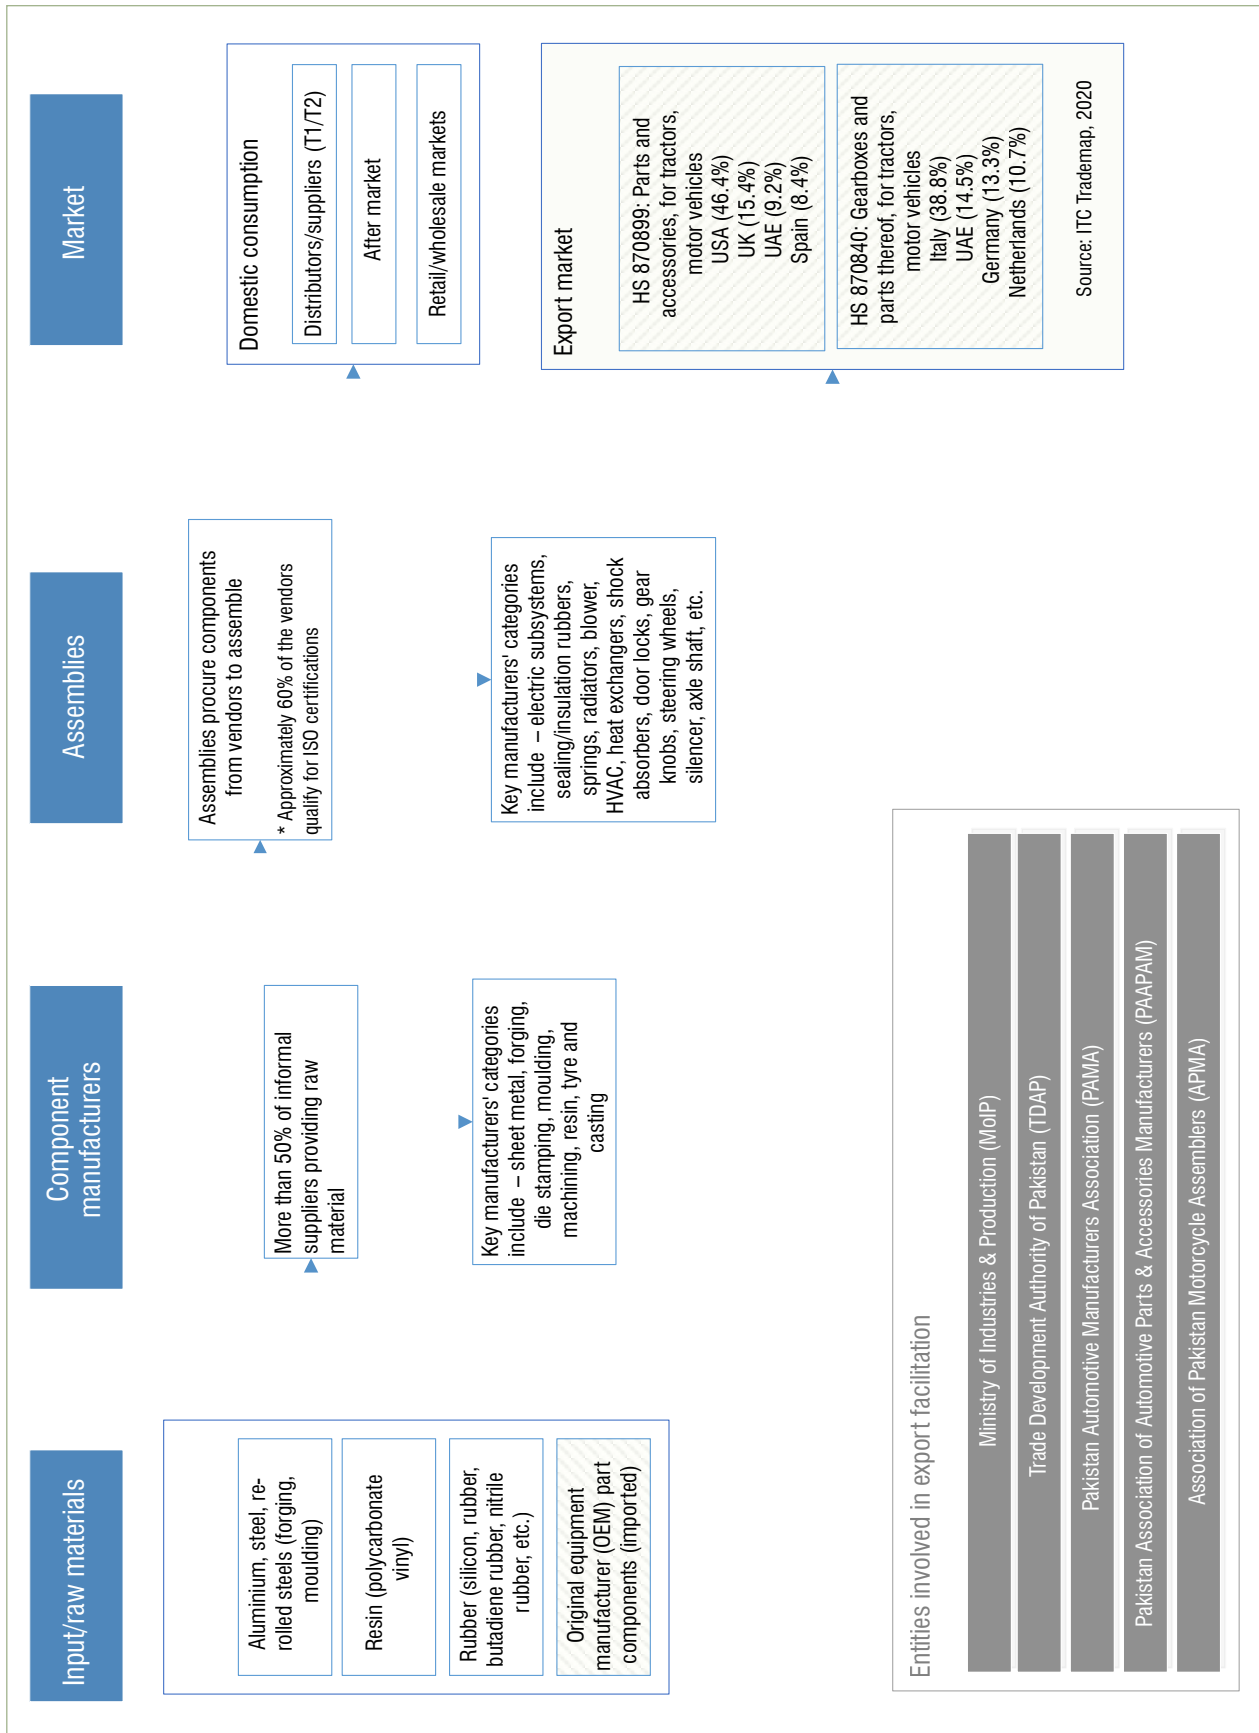 Input/raw materials
Component
manufacturers
Assemblies
Market
Aluminium, steel, re-
rolled steels (forging,
moulding)
Resin (polycarbonate
vinyl)
Rubber (silicon, rubber,
butadiene rubber, nitrile
rubber, etc.)
Original equipment
manufacturer (OEM) part
components (imported)
More than 50% of informal
suppliers providing raw
material
Key manufacturers' categories
include – sheet metal, forging,
die stamping, moulding,
machining, resin, tyre and
casting
Assemblies procure components
from vendors to assemble
* Approximately 60% of the vendors
qualify for ISO certifications
Key manufacturers' categories
include – electric subsystems,
sealing/insulation rubbers,
springs, radiators, blower,
HVAC, heat exchangers, shock
absorbers, door locks, gear
knobs, steering wheels,
silencer, axle shaft, etc.
Domestic consumption
Distributors/suppliers (T1/T2)
After market
Retail/wholesale markets
Export market
HS 870899: Parts and
accessories, for tractors,
motor vehicles
USA (46.4%)
UK (15.4%)
UAE (9.2%)
Spain (8.4%)
HS 870840: Gearboxes and
parts thereof, for tractors,
motor vehicles
Italy (38.8%)
UAE (14.5%)
Germany (13.3%)
Netherlands (10.7%)
Source: ITC Trademap, 2020
Entities involved in export facilitation
Ministry of Industries & Production (MoIP)
Trade Development Authority of Pakistan (TDAP)
Pakistan Automotive Manufacturers Association (PAMA)
Pakistan Association of Automotive Parts & Accessories Manufacturers (PAAPAM)
Association of Pakistan Motorcycle Assemblers (APMA)